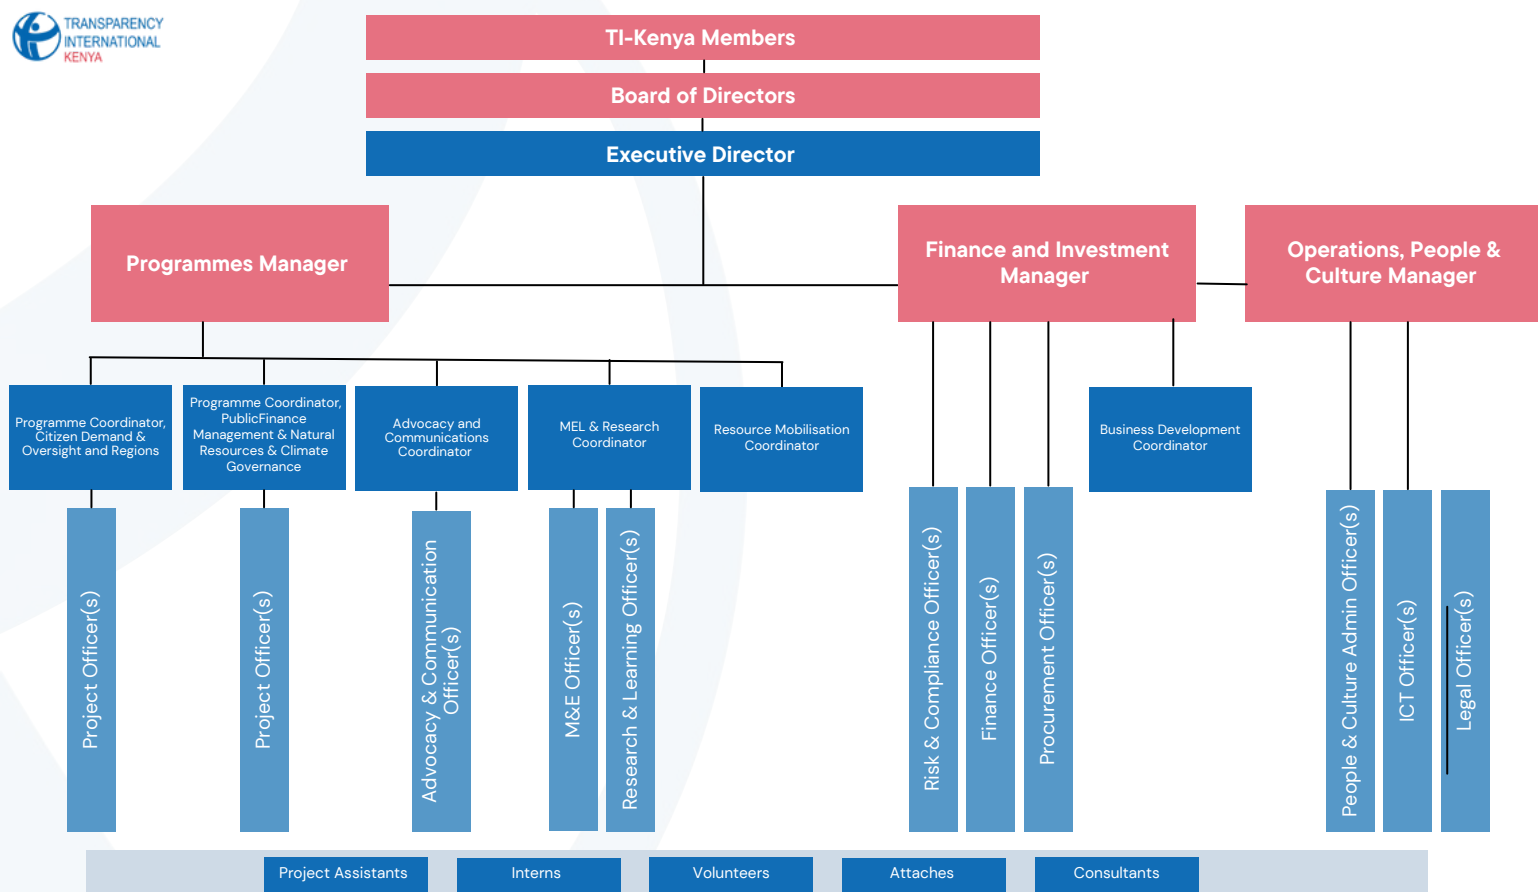 TRANSPARENCY
INTERNATIONAL
KENYA
TI-Kenya Members
Board of Directors
Executive Director
Programmes Manager
Finance and Investment
Manager
Operations, People &
Culture Manager
Programme Coordinator,
Citizen Demand &
Oversight and Regions
Programme Coordinator,
PublicFinance
Management & Natural
Resources & Climate
Governance
Advocacy and
Communications
Coordinator
MEL & Research
Coordinator
Resource Mobilisation
Coordinator
Business Development
Coordinator
Project Officer(s)
Project Officer(s)
Advocacy & Communication
Officer(s)
M&E Officer(s)
Research & Learning Officer(s)
Risk & Compliance Officer(s)
Finance Officer(s)
Procurement Officer(s)
People & Culture Admin Officer(s)
ICT Officer(s)
Legal Officer(s)
Project Assistants
Interns
Volunteers
Attaches
Consultants